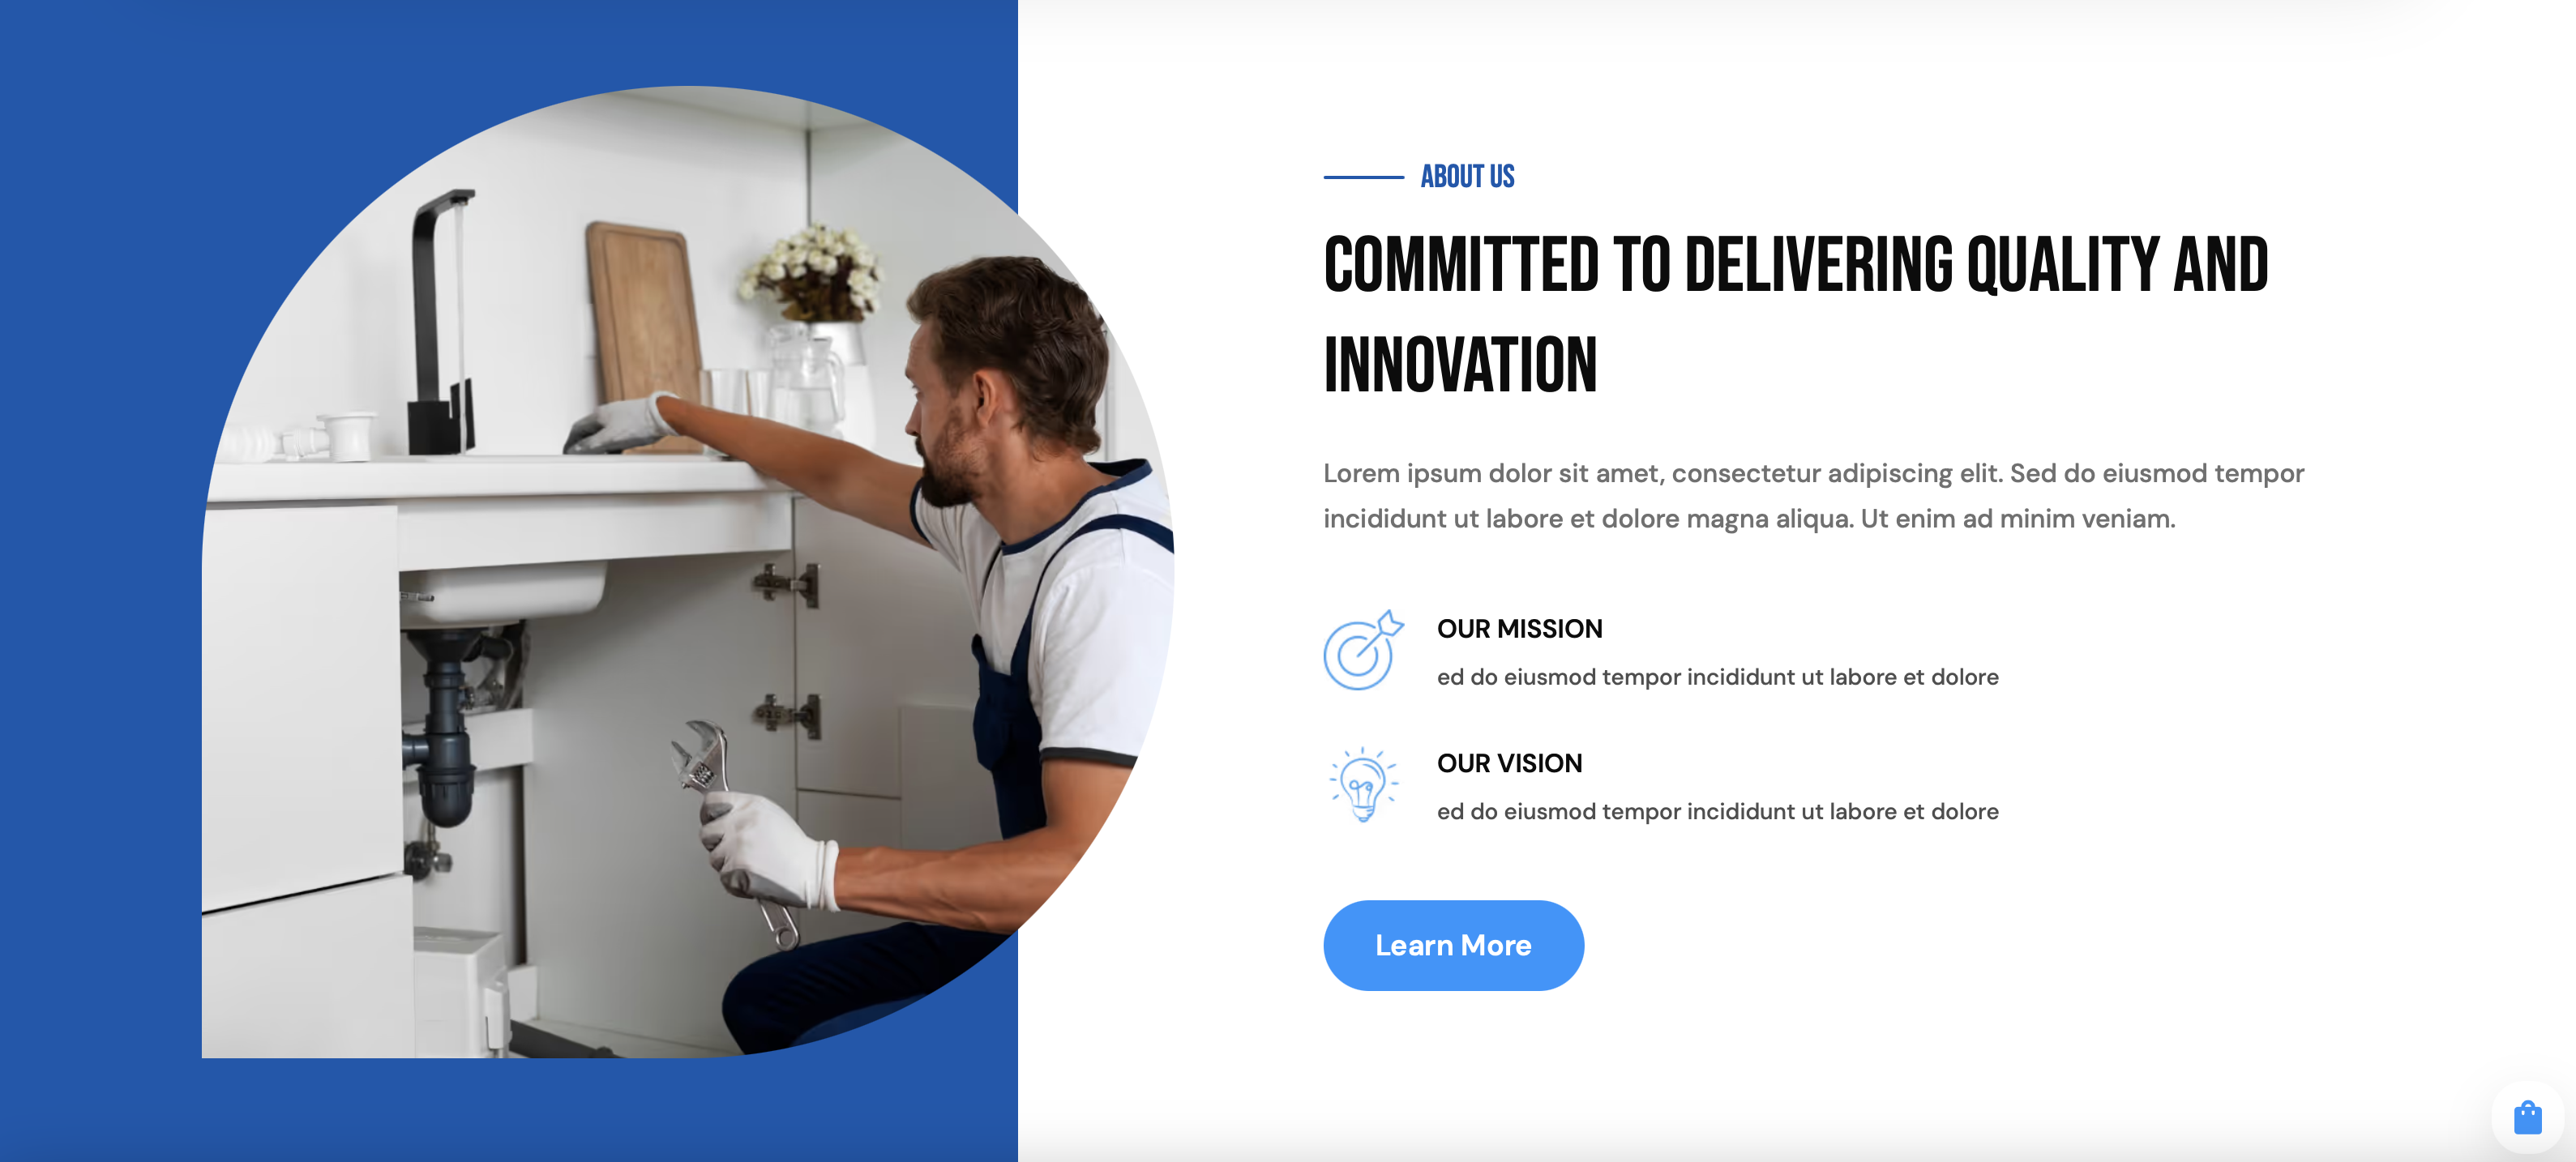 ABOUT US
COMMITTED TO DELIVERING QUALITY AND
INNOVATION
Lorem ipsum dolor sit amet, consectetur adipiscing elit. Sed do eiusmod tempor
incididunt ut labore et dolore magna aliqua. Ut enim ad minim veniam.
OUR MISSION
ed do eiusmod tempor incididunt ut labore et dolore
OUR VISION
ed do eiusmod tempor incididunt ut labore et dolore
Learn More